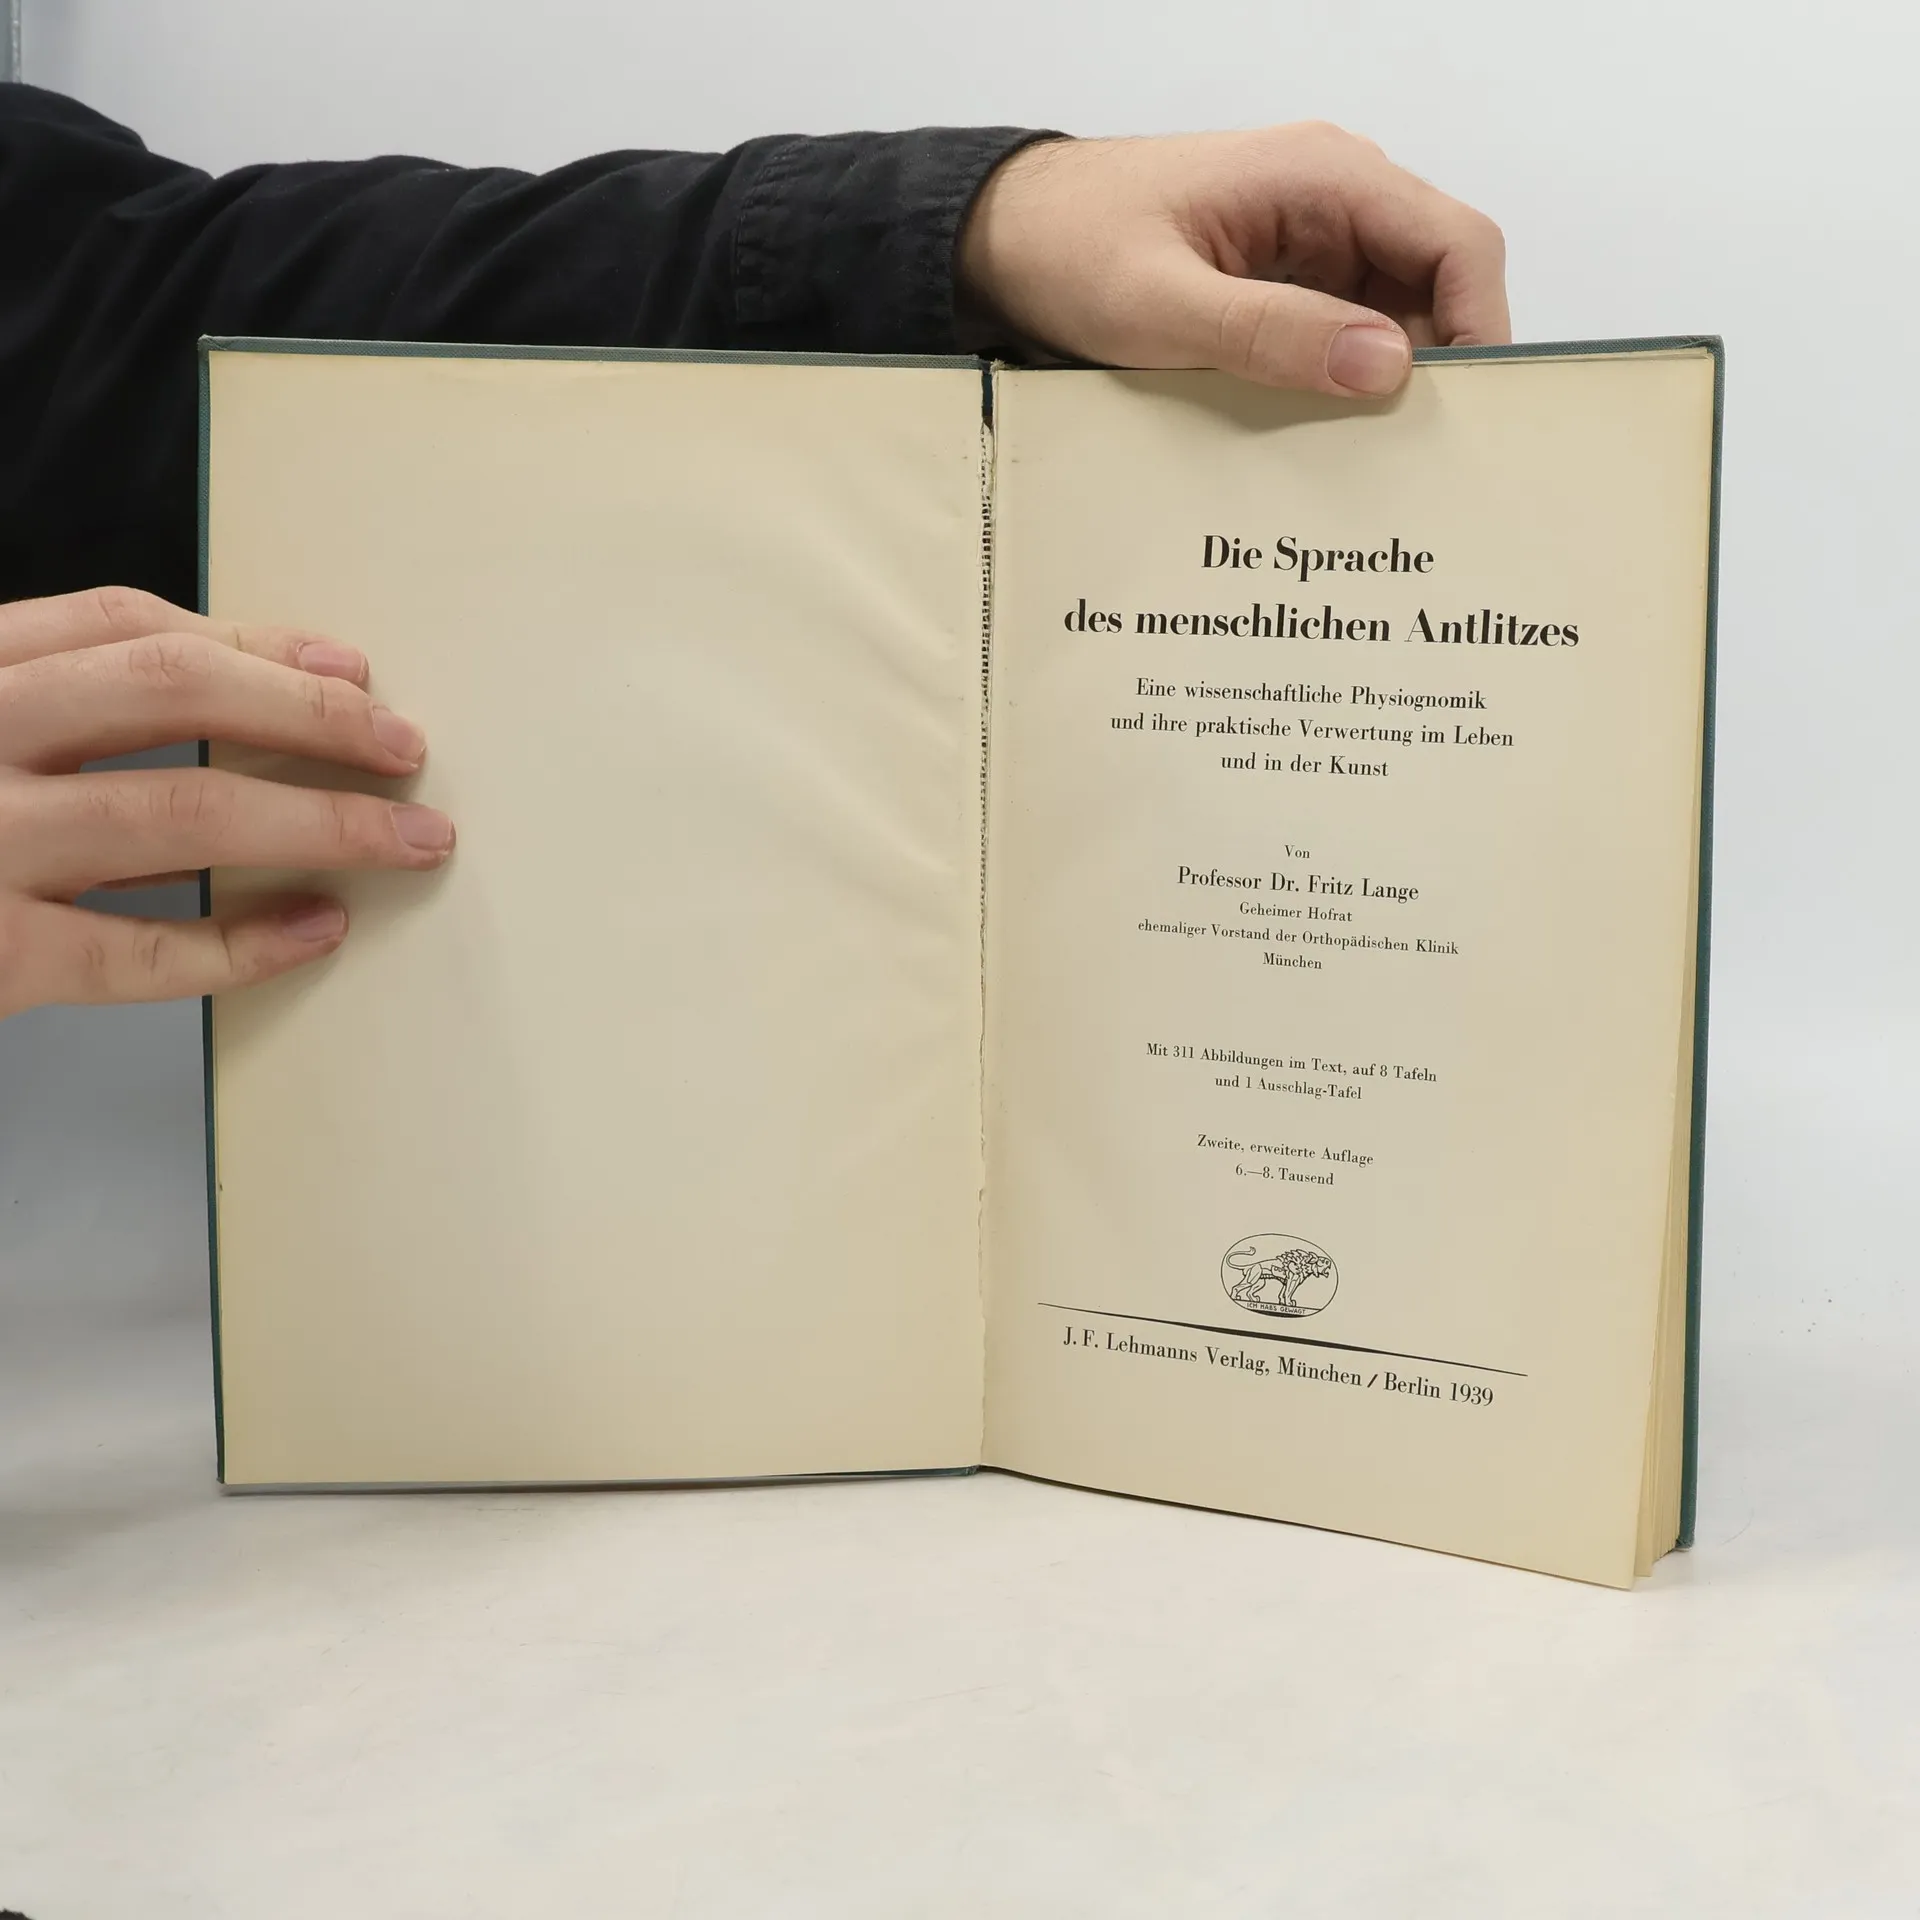 Die Sprache
des menschlichen Antlitzes
Eine wissenschaftliche Physiognomik
und ihre praktische Verwertung im Leben
und in der Kunst
Von
Professor Dr. Fritz Lange
Geheimer Hofrat
ehemaliger Vorstand der Orthopädischen Klinik
München
Mit 311 Abbildungen im Text, auf 8 Tafeln
und 1 Ausschlag-Tafel
Zweite, erweiterte Auflage
6.—8. Tausend
ICH HABS GEWAGT
J. F. Lehmanns Verlag, München / Berlin 1939